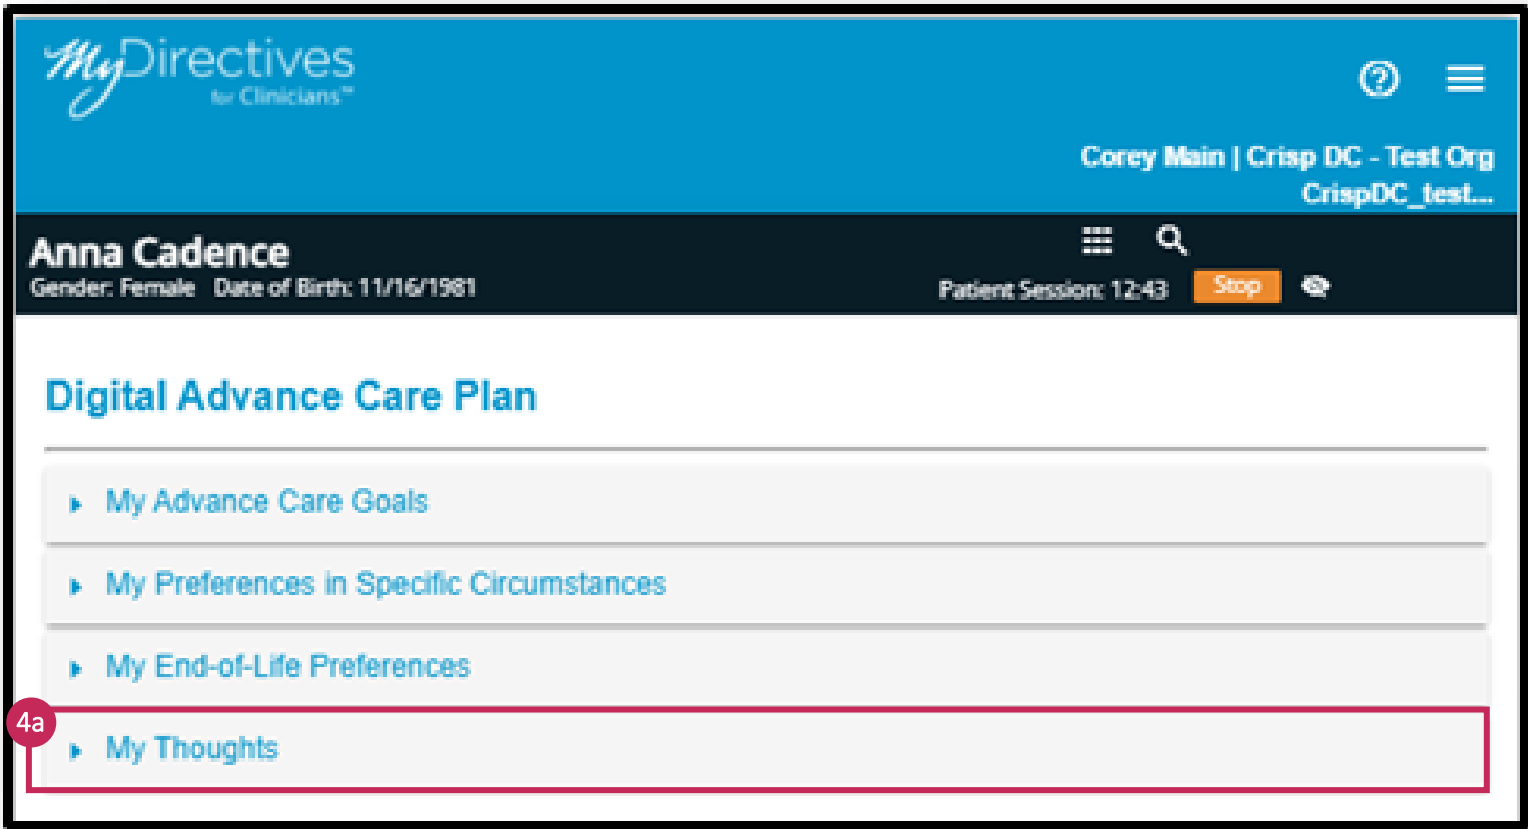 MyDirectives
for Clinicians™
Corey Main | Crisp DC - Test Org
CrispDC_test...
Anna Cadence
Gender: Female Date of Birth: 11/16/1981
Patient Session: 12:43 Stop
Digital Advance Care Plan
My Advance Care Goals
My Preferences in Specific Circumstances
My End-of-Life Preferences
4a
My Thoughts